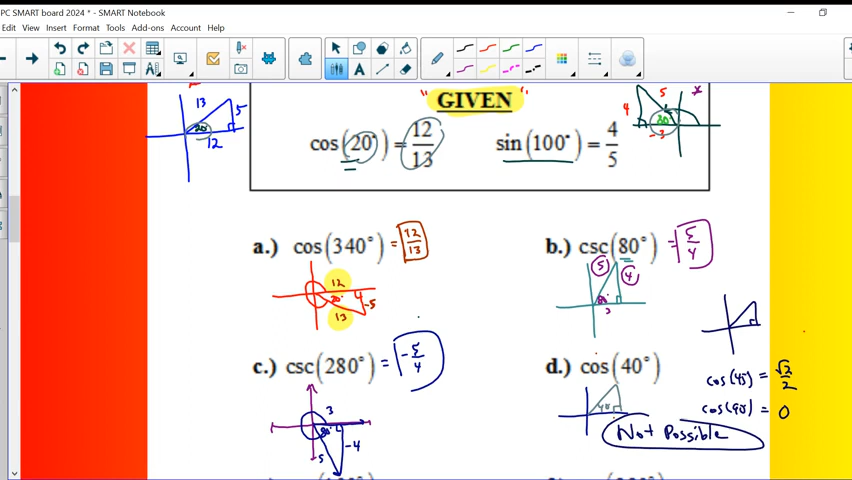 PC SMART board 2024 * - SMART Notebook
Edit View Insert Format Tools Add-ons Account Help
"GIVEN"
cos(20°) = 12/13
sin(100°) = 4/5
13
5
20°
12
5
4
80°
-3
a.) cos(340°) = 12/13
12
20°
-5
13
b.) csc(80°) = 5/4
5
4
80°
3
c.) csc(280°) = -5/4
3
80°
-4
5
d.) cos(40°)
40°
cos(45) = √2/2
cos(90) = 0
Not Possible